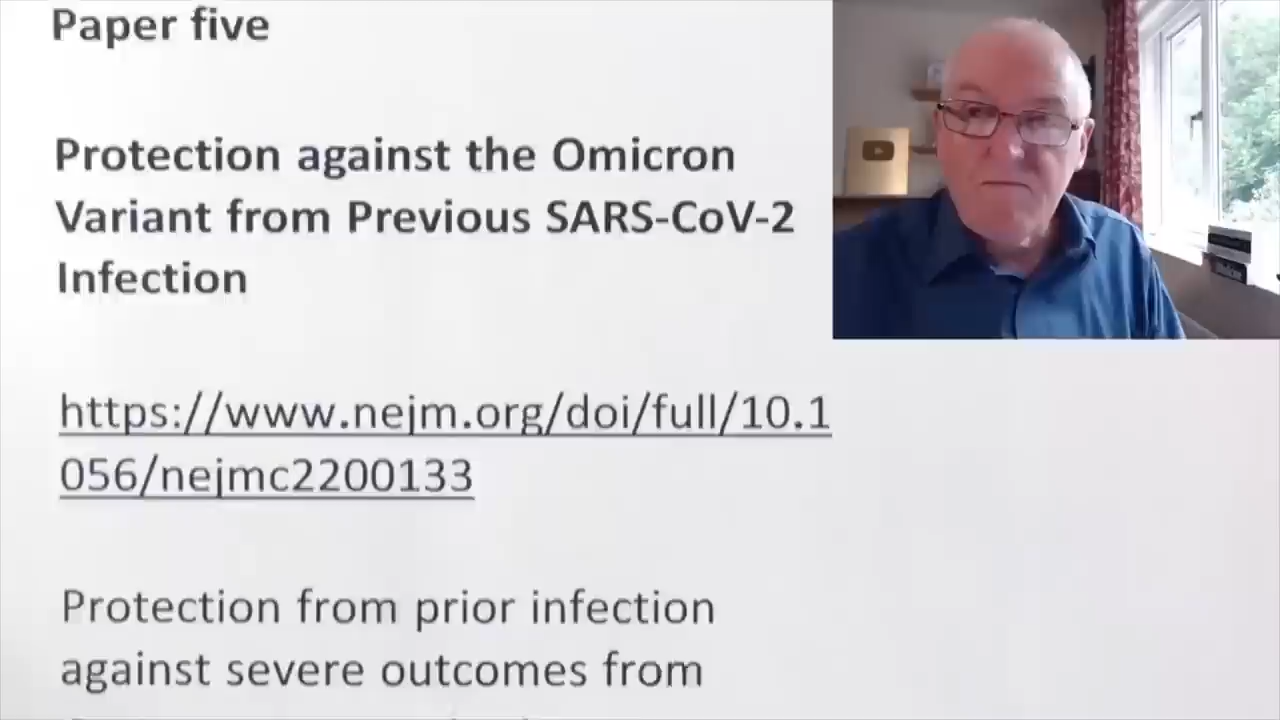 Paper five
Protection against the Omicron
Variant from Previous SARS-CoV-2
Infection
https://www.nejm.org/doi/full/10.1
056/nejmc2200133
Protection from prior infection
against severe outcomes from